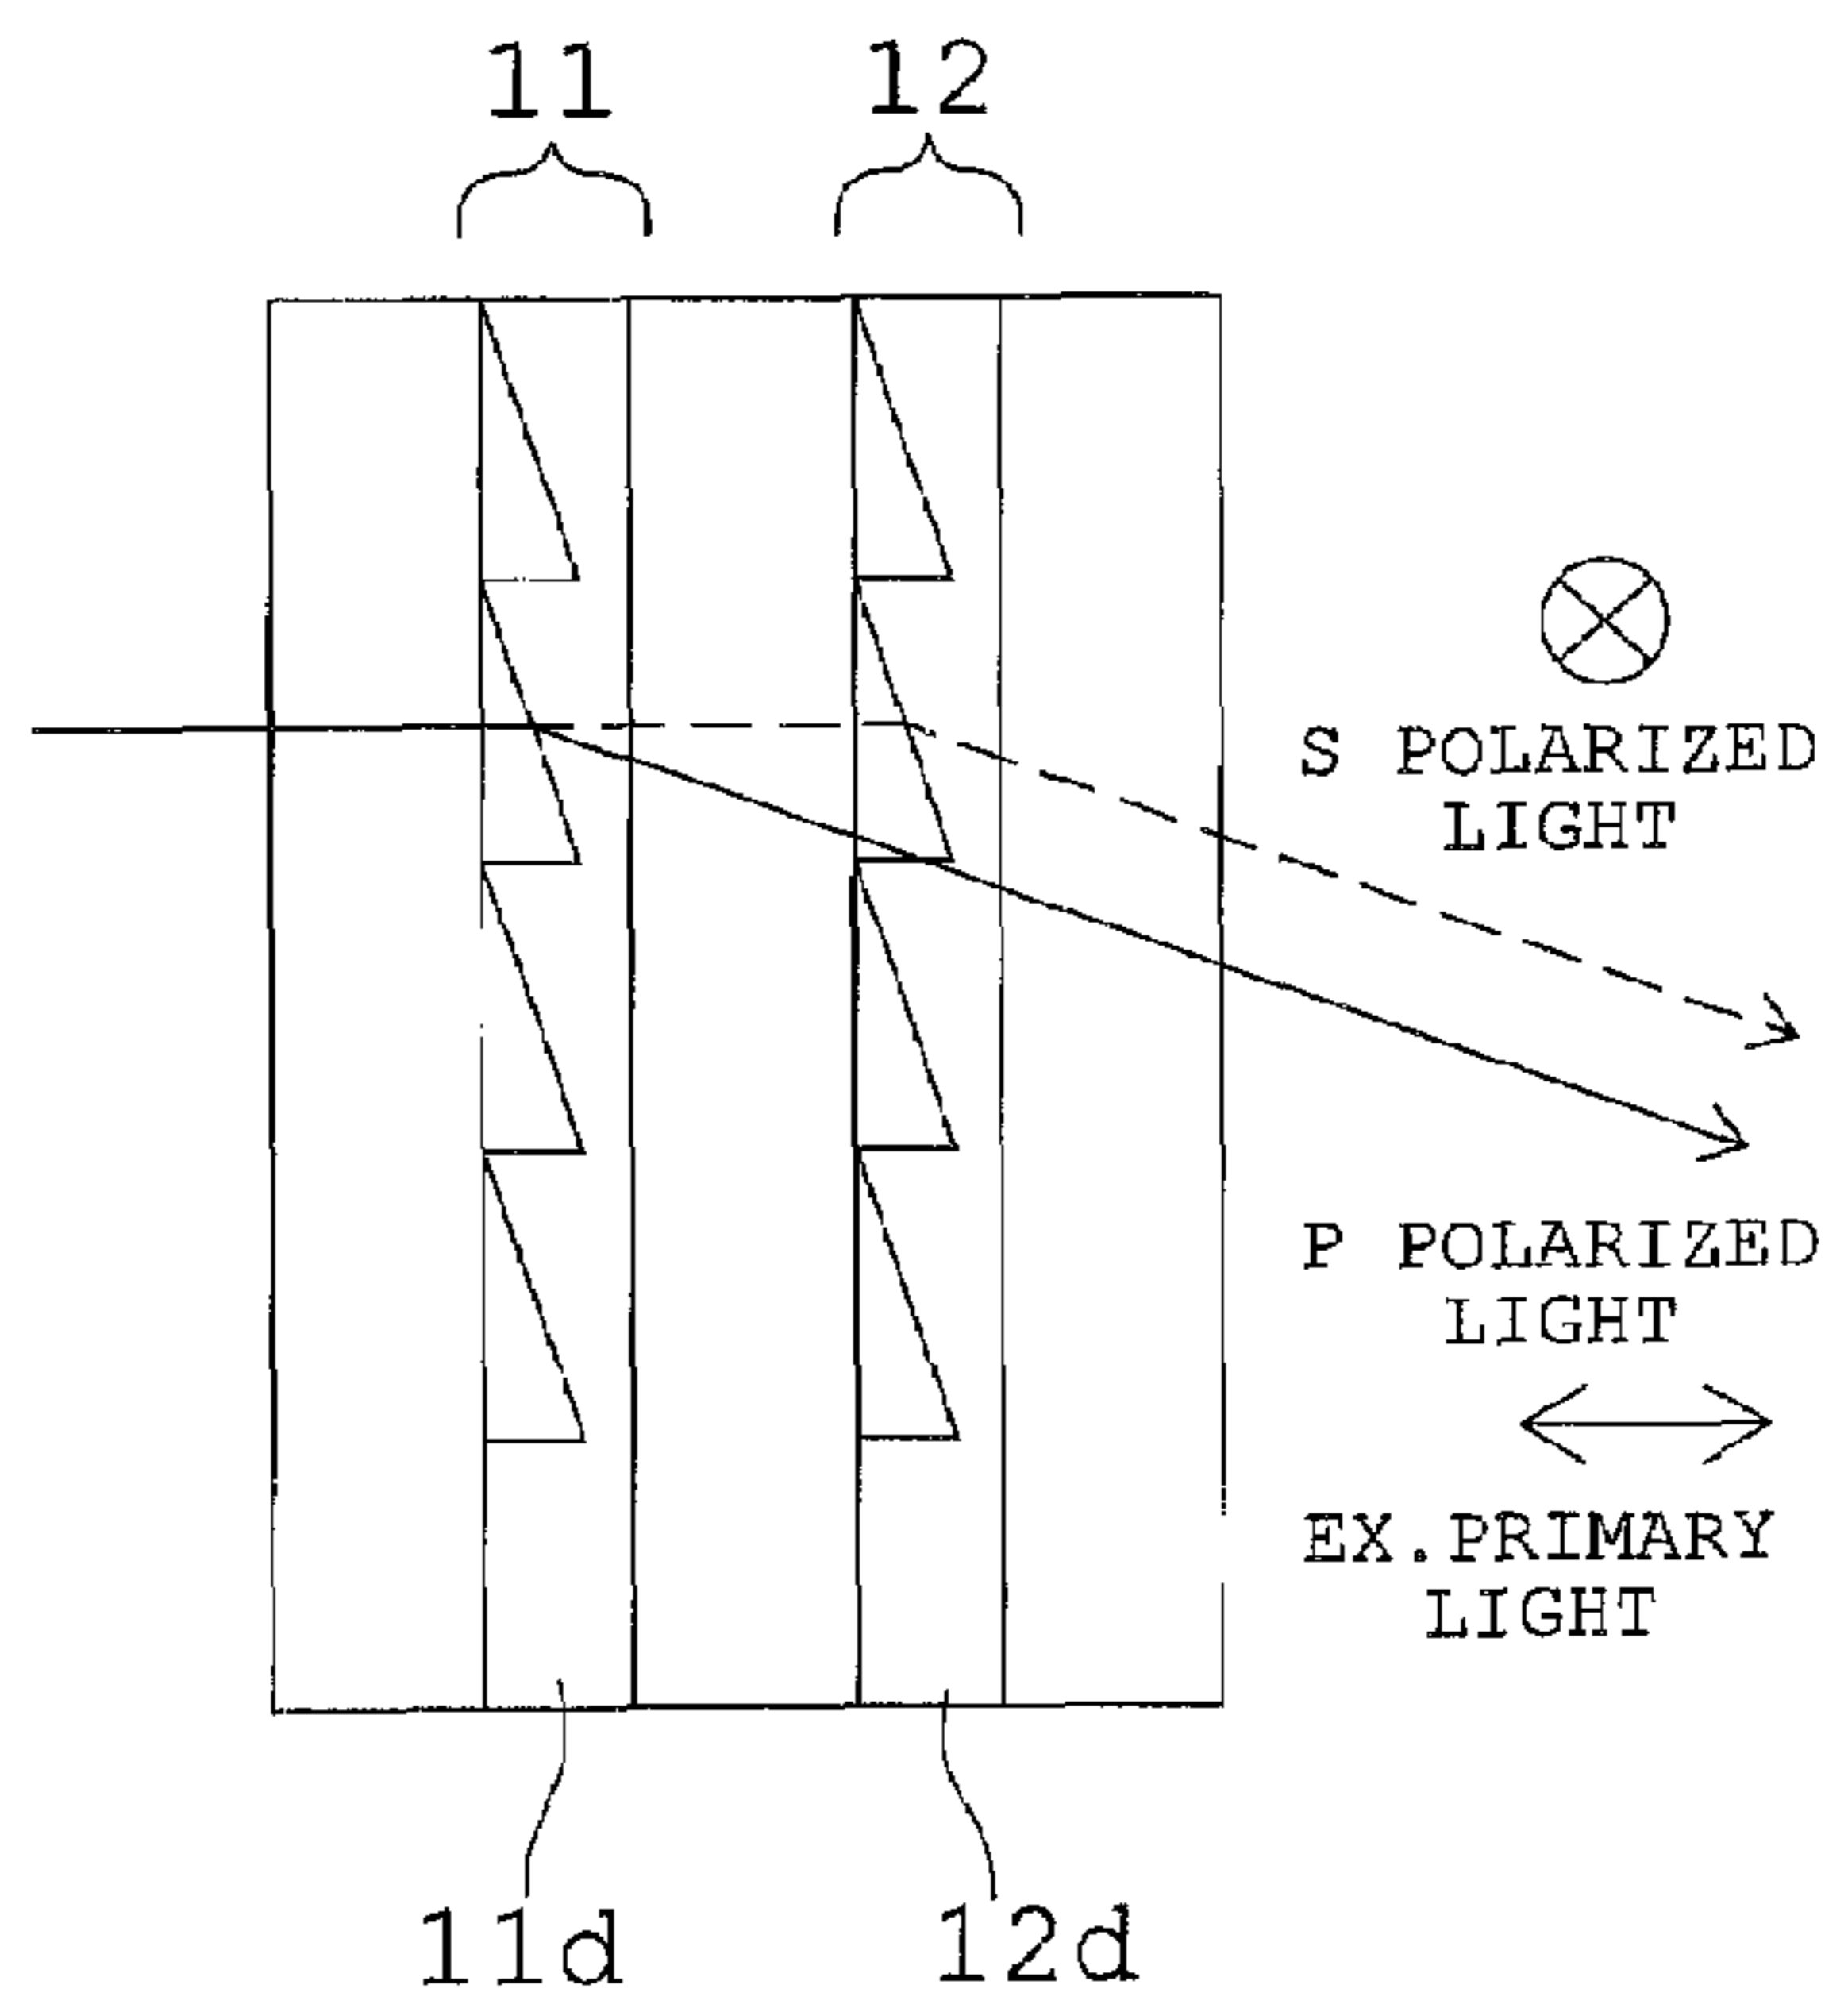 11
12
S POLARIZED
LIGHT
P POLARIZED
LIGHT
EX.PRIMARY
LIGHT
11d
12d